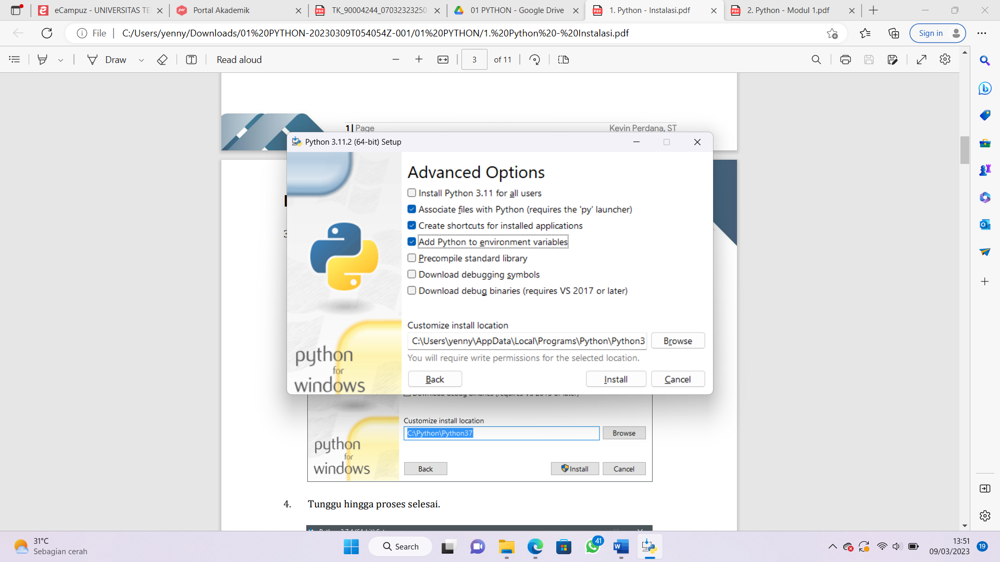 eCampuz - UNIVERSITAS TE
Portal Akademik
TK_90004244_07032323250
01 PYTHON - Google Drive
1. Python - Instalasi.pdf
2. Python - Modul 1.pdf
File
C:/Users/yenny/Downloads/01%20PYTHON-20230309T054054Z-001/01%20PYTHON/1.%20Python%20-%20Instalasi.pdf
Sign in
Draw
Read aloud
3
of 11
1 | Page
Kevin Perdana, ST
Python 3.11.2 (64-bit) Setup
Advanced Options
Install Python 3.11 for all users
Associate files with Python (requires the 'py' launcher)
Create shortcuts for installed applications
Add Python to environment variables
Precompile standard library
Download debugging symbols
Download debug binaries (requires VS 2017 or later)
Customize install location
C:\Users\yenny\AppData\Local\Programs\Python\Python3
Browse
You will require write permissions for the selected location.
Back
Install
Cancel
python
for
windows
Customize install location
C:\Python\Python37
Browse
python
for
windows
Back
Install
Cancel
4. Tunggu hingga proses selesai.
31°C
Sebagian cerah
Search
41
13:51
09/03/2023
19